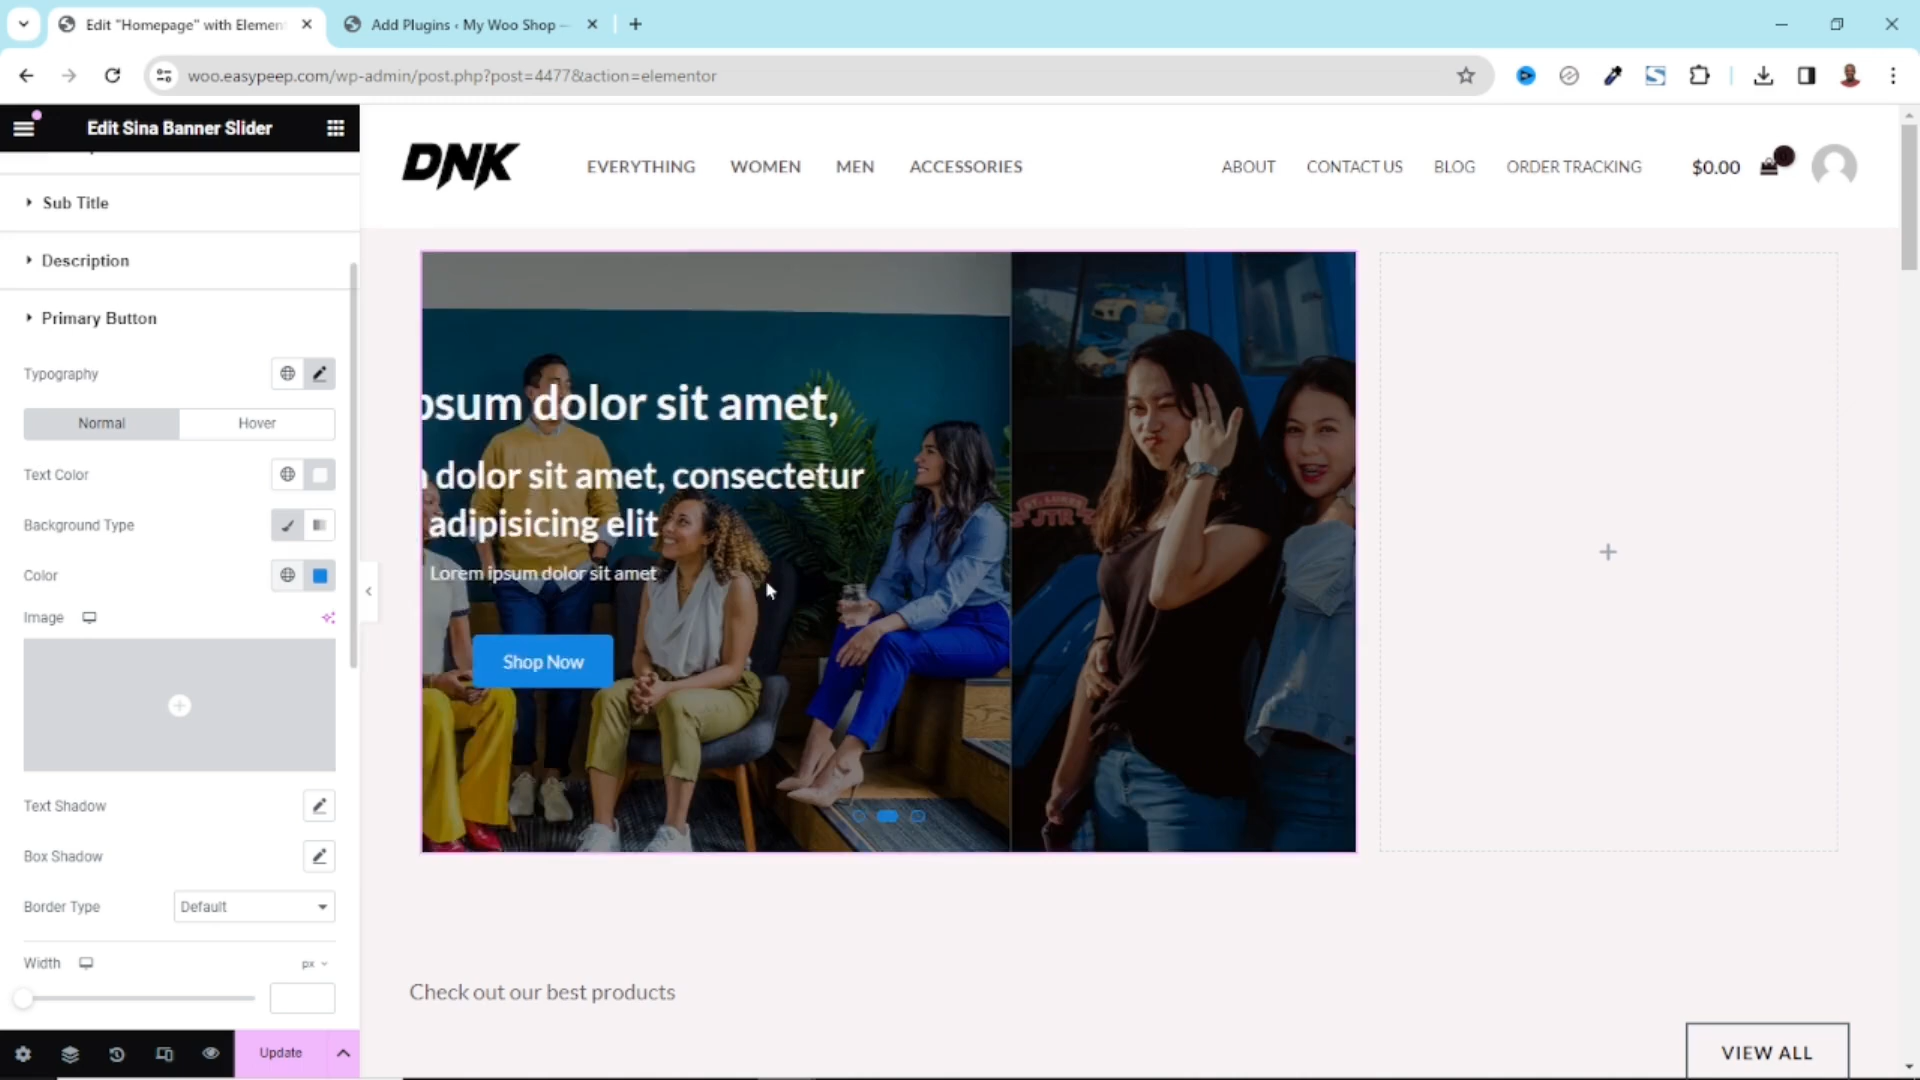 Edit "Homepage" with Elemen
Add Plugins ‹ My Woo Shop —
woo.easypeep.com/wp-admin/post.php?post=4477&action=elementor
Edit Sina Banner Slider
Sub Title
Description
Primary Button
Typography
Normal
Hover
Text Color
Background Type
Color
Image
Text Shadow
Box Shadow
Border Type
Default
Width
px
Update
DNK
EVERYTHING
WOMEN
MEN
ACCESSORIES
ABOUT
CONTACT US
BLOG
ORDER TRACKING
$0.00
psum dolor sit amet,
dolor sit amet, consectetur
adipisicing elit
Lorem ipsum dolor sit amet
Shop Now
JTR
Check out our best products
VIEW ALL